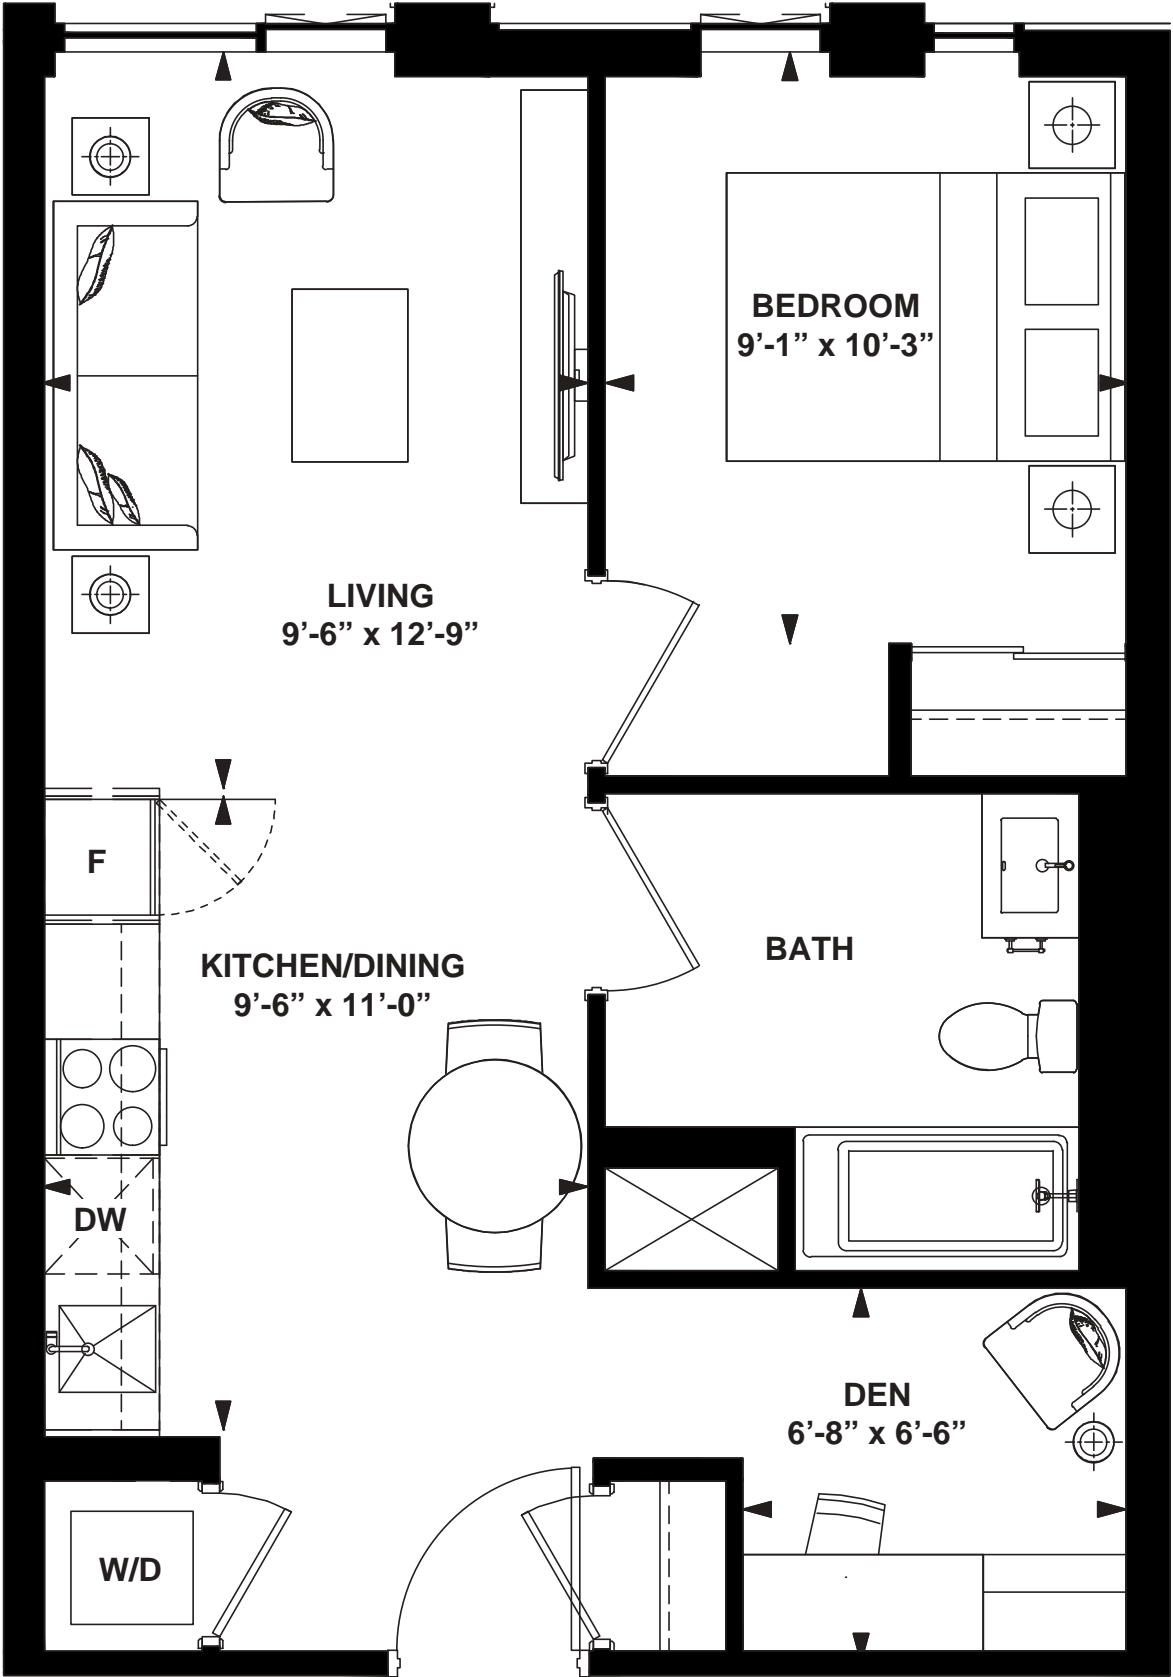 BEDROOM
9’-1” x 10’-3”
LIVING
9’-6” x 12’-9”
F
KITCHEN/DINING
9’-6” x 11’-0”
BATH
DW
DEN
6’-8” x 6’-6”
W/D